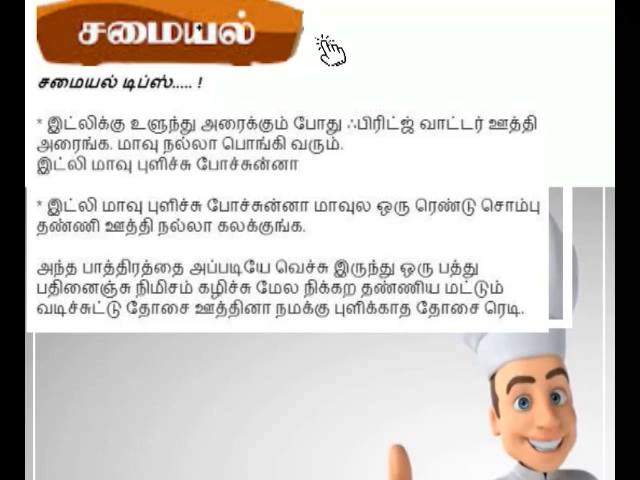 சமையல்
சமையல் டிப்ஸ்..... !
* இட்லிக்கு உளுந்து அரைக்கும் போது ஃபிரிட்ஜ் வாட்டர் ஊத்தி
அரைங்க. மாவு நல்லா பொங்கி வரும்.
இட்லி மாவு புளிச்சு போச்சுன்னா
* இட்லி மாவு புளிச்சு போச்சுன்னா மாவுல ஒரு ரெண்டு சொம்பு
தண்ணி ஊத்தி நல்லா கலக்குங்க.
அந்த பாத்திரத்தை அப்படியே வெச்சு இருந்து ஒரு பத்து
பதினைஞ்சு நிமிசம் கழிச்சு மேல நிக்கற தண்ணிய மட்டும்
வடிச்சுட்டு தோசை ஊத்தினா நமக்கு புளிக்காத தோசை ரெடி.